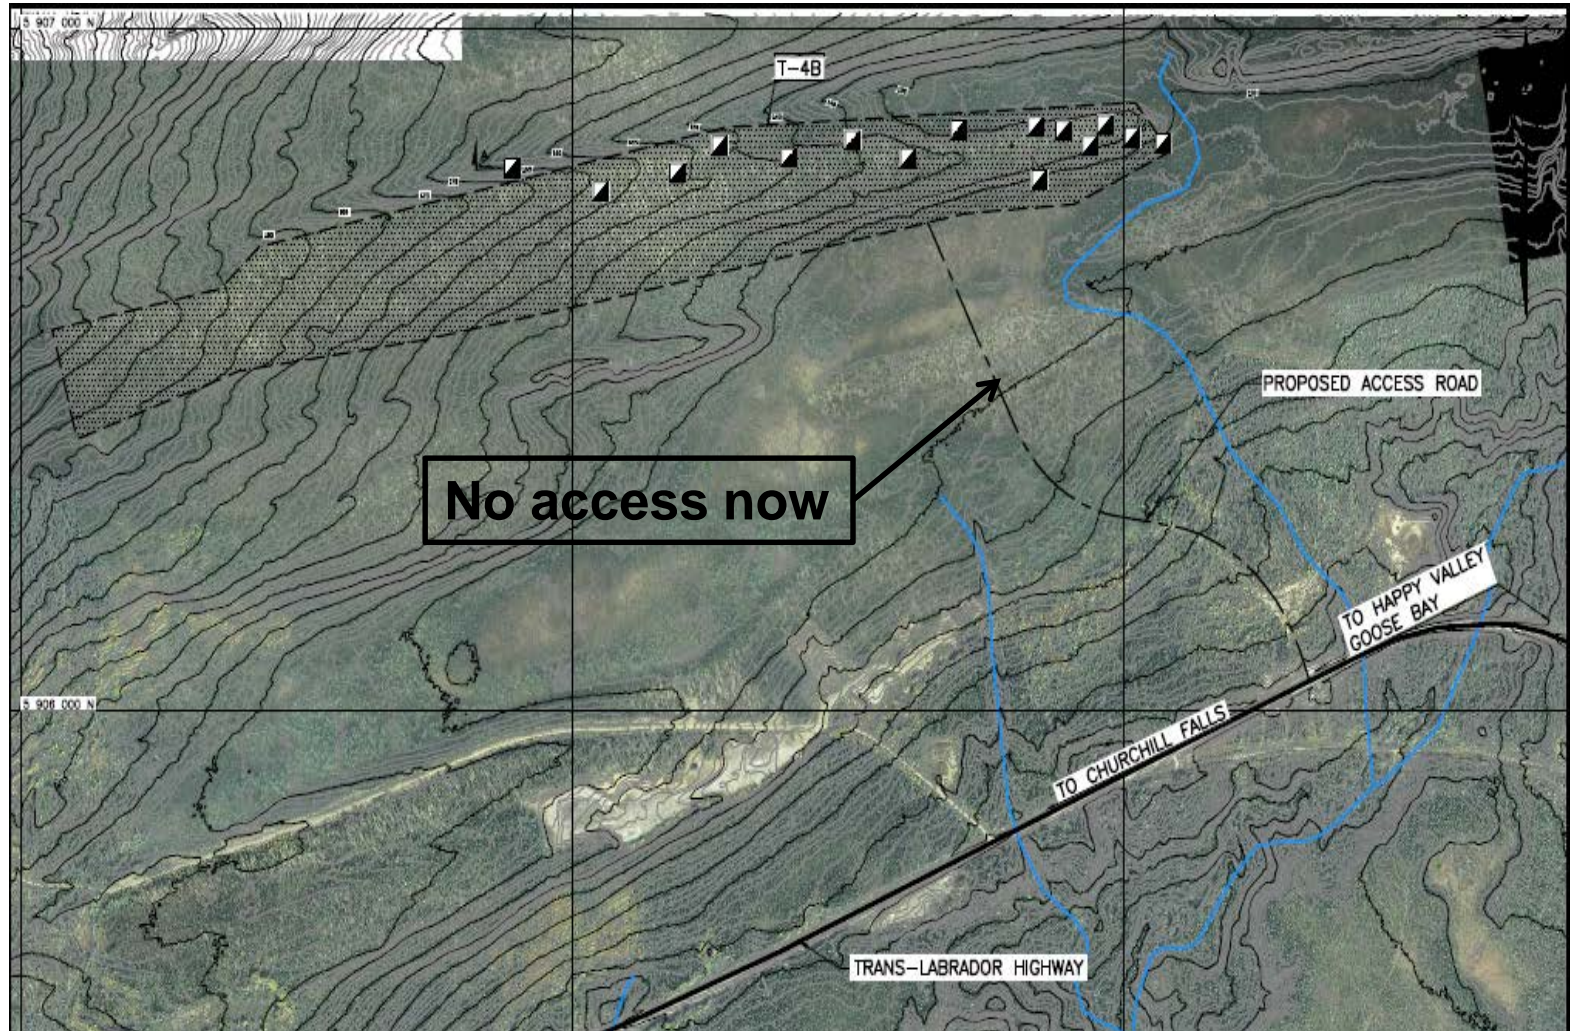 5 907 000 N
T-4B
PROPOSED ACCESS ROAD
No access now
TO HAPPY VALLEY
GOOSE BAY
5 906 000 N
TO CHURCHILL FALLS
TRANS-LABRADOR HIGHWAY